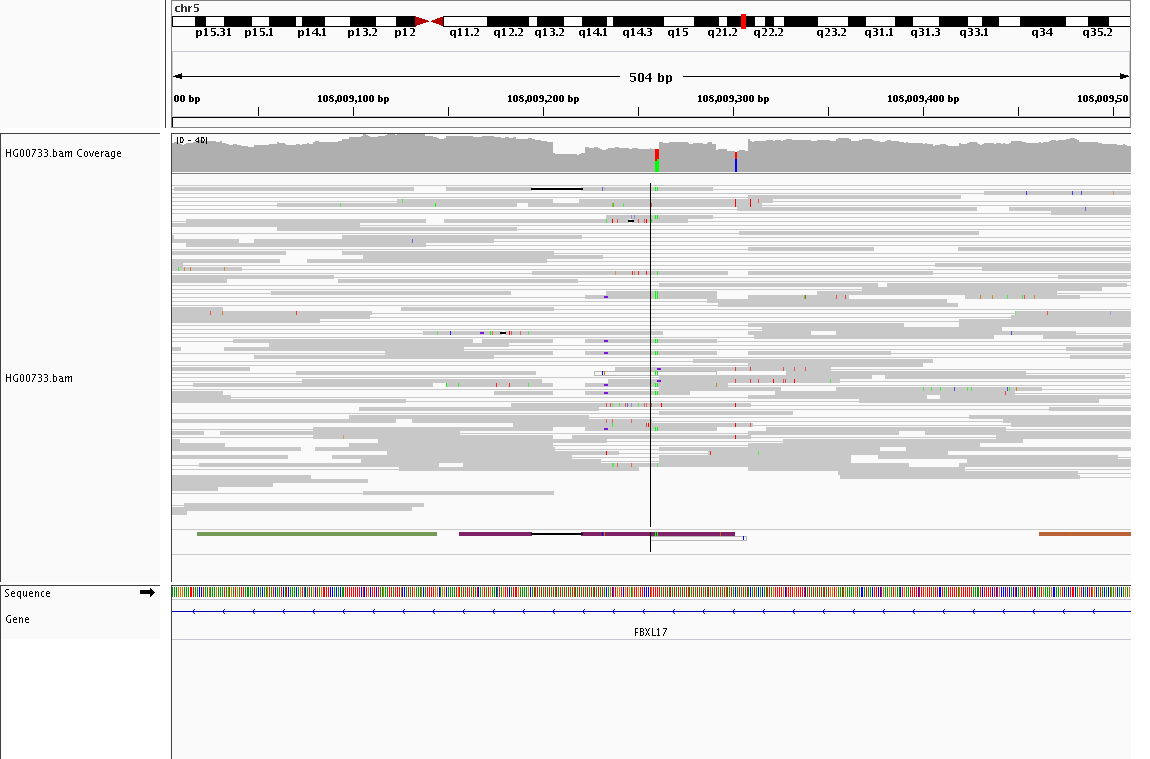 chr5
p15.31 p15.1 p14.1 p13.2 p12 q11.2 q12.2 q13.2 q14.1 q14.3 q15 q21.2 q22.2 q23.2 q31.1 q31.3 q33.1 q34 q35.2
504 bp
00 bp 108,009,100 bp 108,009,200 bp 108,009,300 bp 108,009,400 bp 108,009,50
[0 - 40]
HG00733.bam Coverage
HG00733.bam
Sequence
Gene
FBXL17